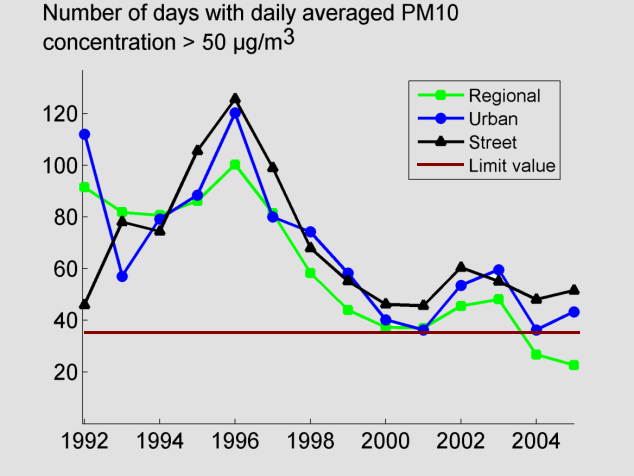 Number of days with daily averaged PM10
concentration > 50 µg/m3
120
100
80
60
40
20
1992 1994 1996 1998 2000 2002 2004
Regional
Urban
Street
Limit value